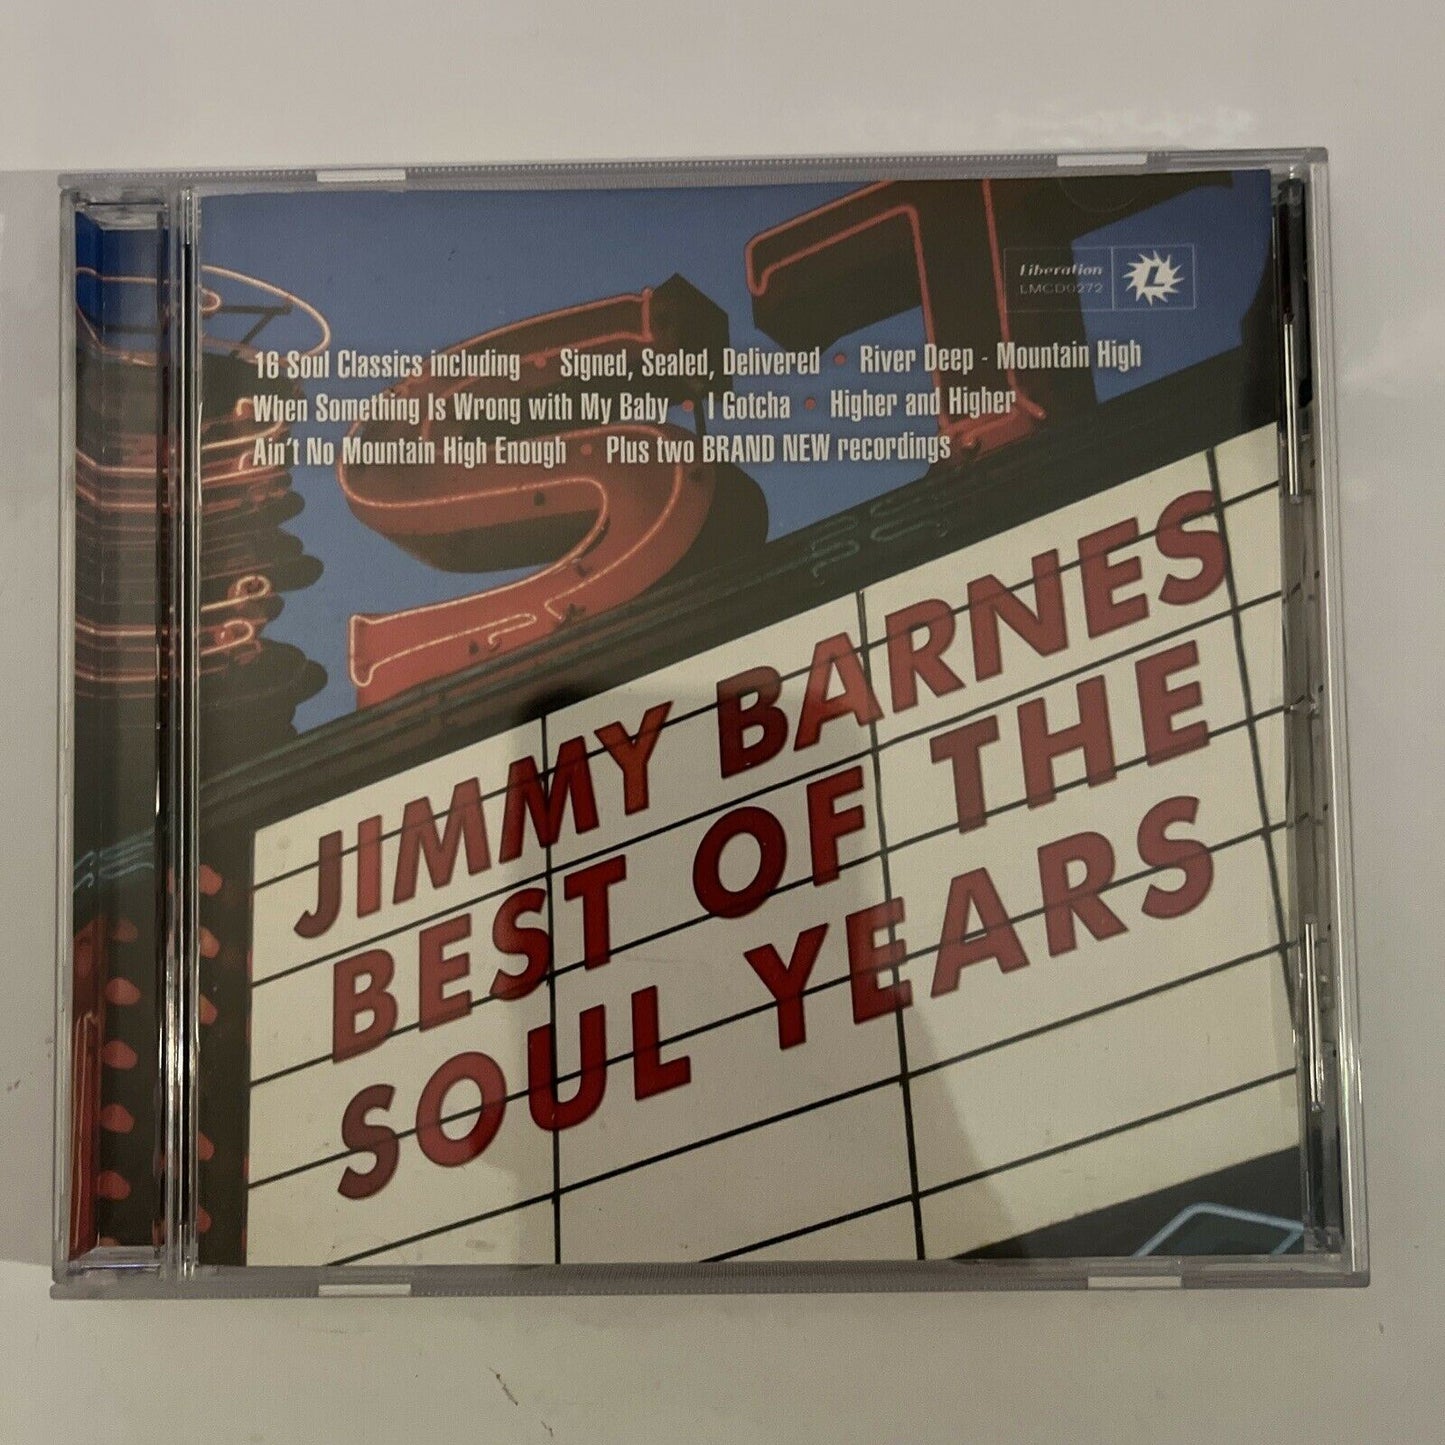 Liberation
LMCD0272
L
ST
16 Soul Classics including Signed, Sealed, Delivered • River Deep - Mountain High
When Something Is Wrong with My Baby • I Gotcha • Higher and Higher
Ain't No Mountain High Enough • Plus two BRAND NEW recordings
JIMMY BARNES
BEST OF THE
SOUL YEARS